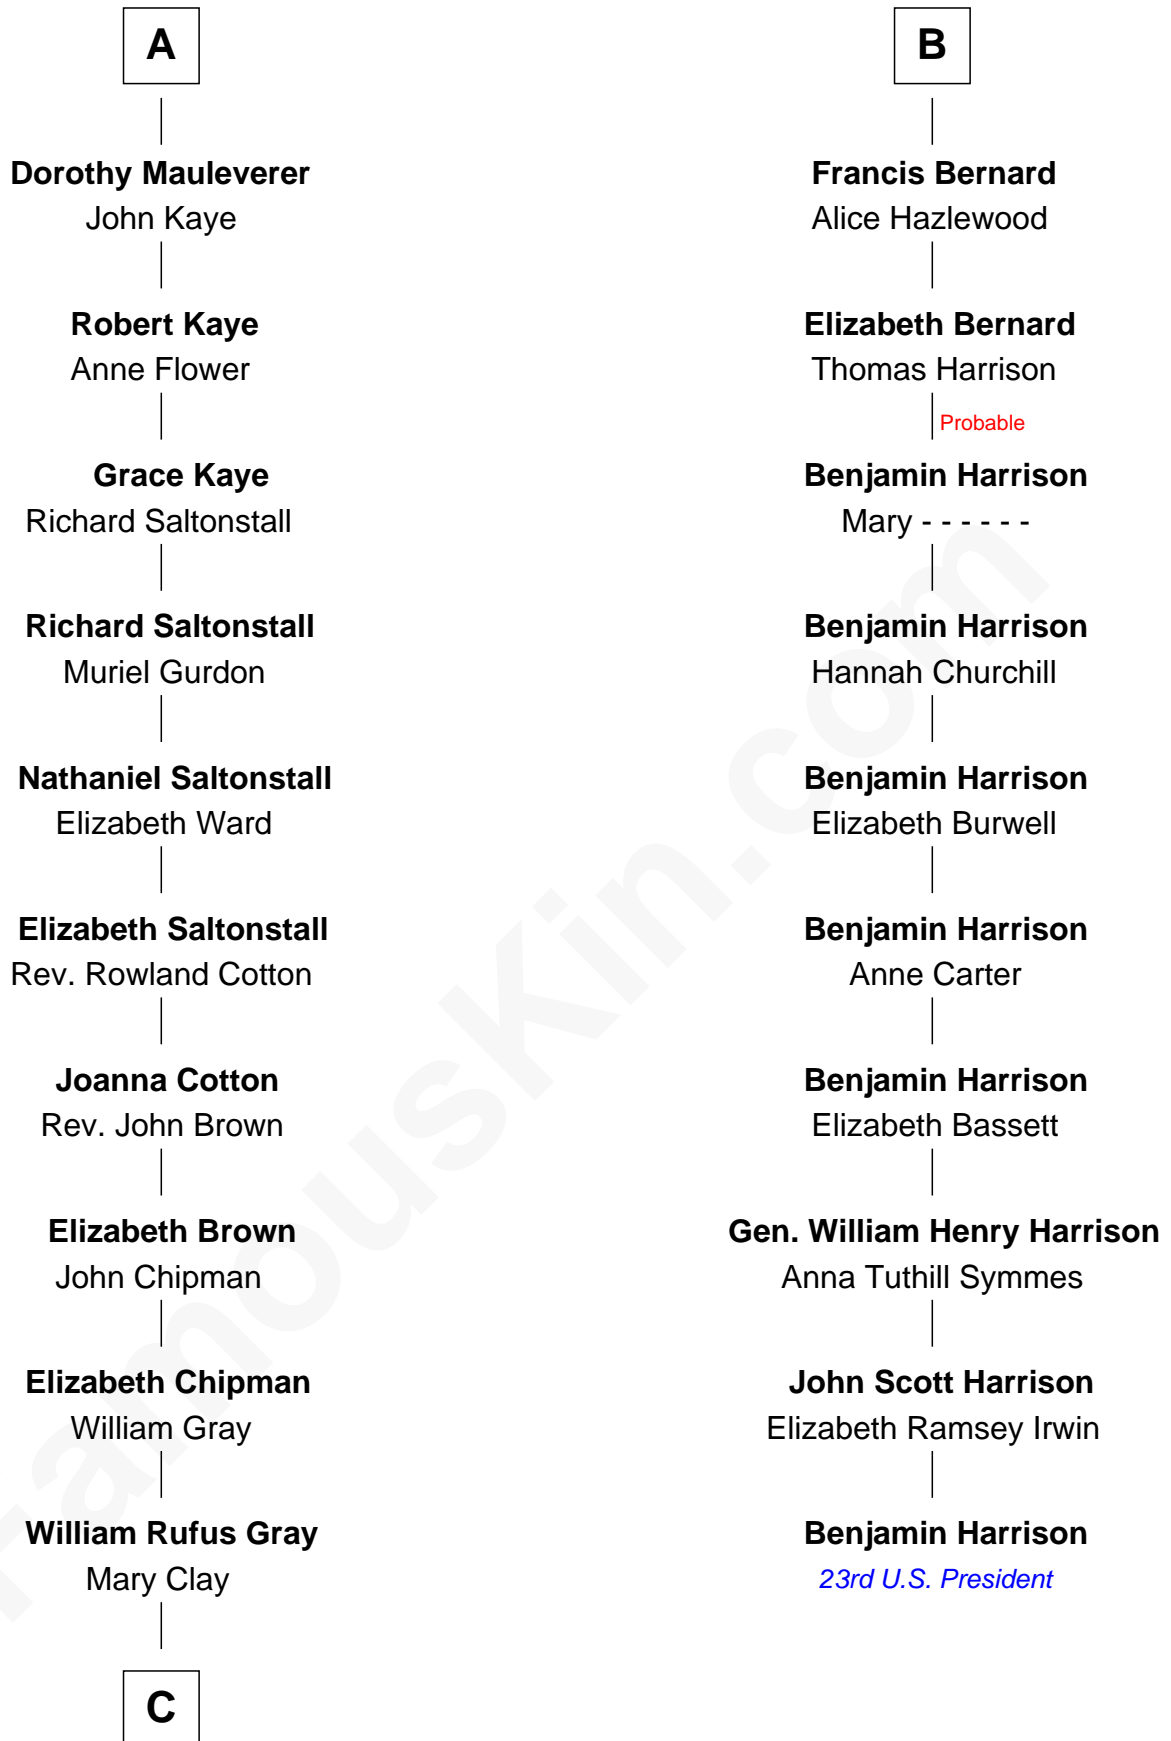 A
Dorothy Mauleverer
John Kaye
Robert Kaye
Anne Flower
Grace Kaye
Richard Saltonstall
Richard Saltonstall
Muriel Gurdon
Nathaniel Saltonstall
Elizabeth Ward
Elizabeth Saltonstall
Rev. Rowland Cotton
Joanna Cotton
Rev. John Brown
Elizabeth Brown
John Chipman
Elizabeth Chipman
William Gray
William Rufus Gray
Mary Clay
C
B
Francis Bernard
Alice Hazlewood
Elizabeth Bernard
Thomas Harrison
Probable
Benjamin Harrison
Mary - - - - - -
Benjamin Harrison
Hannah Churchill
Benjamin Harrison
Elizabeth Burwell
Benjamin Harrison
Anne Carter
Benjamin Harrison
Elizabeth Bassett
Gen. William Henry Harrison
Anna Tuthill Symmes
John Scott Harrison
Elizabeth Ramsey Irwin
Benjamin Harrison
23rd U.S. President
FamousKin.com